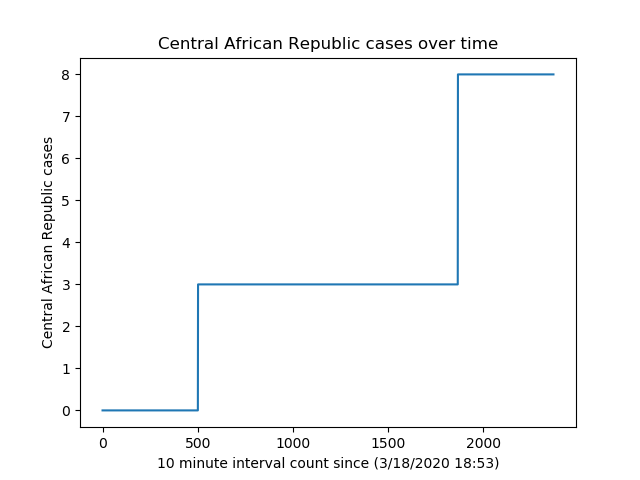 Central African Republic cases over time
Central African Republic cases
8
7
6
5
4
3
2
1
0
0 500 1000 1500 2000
10 minute interval count since (3/18/2020 18:53)